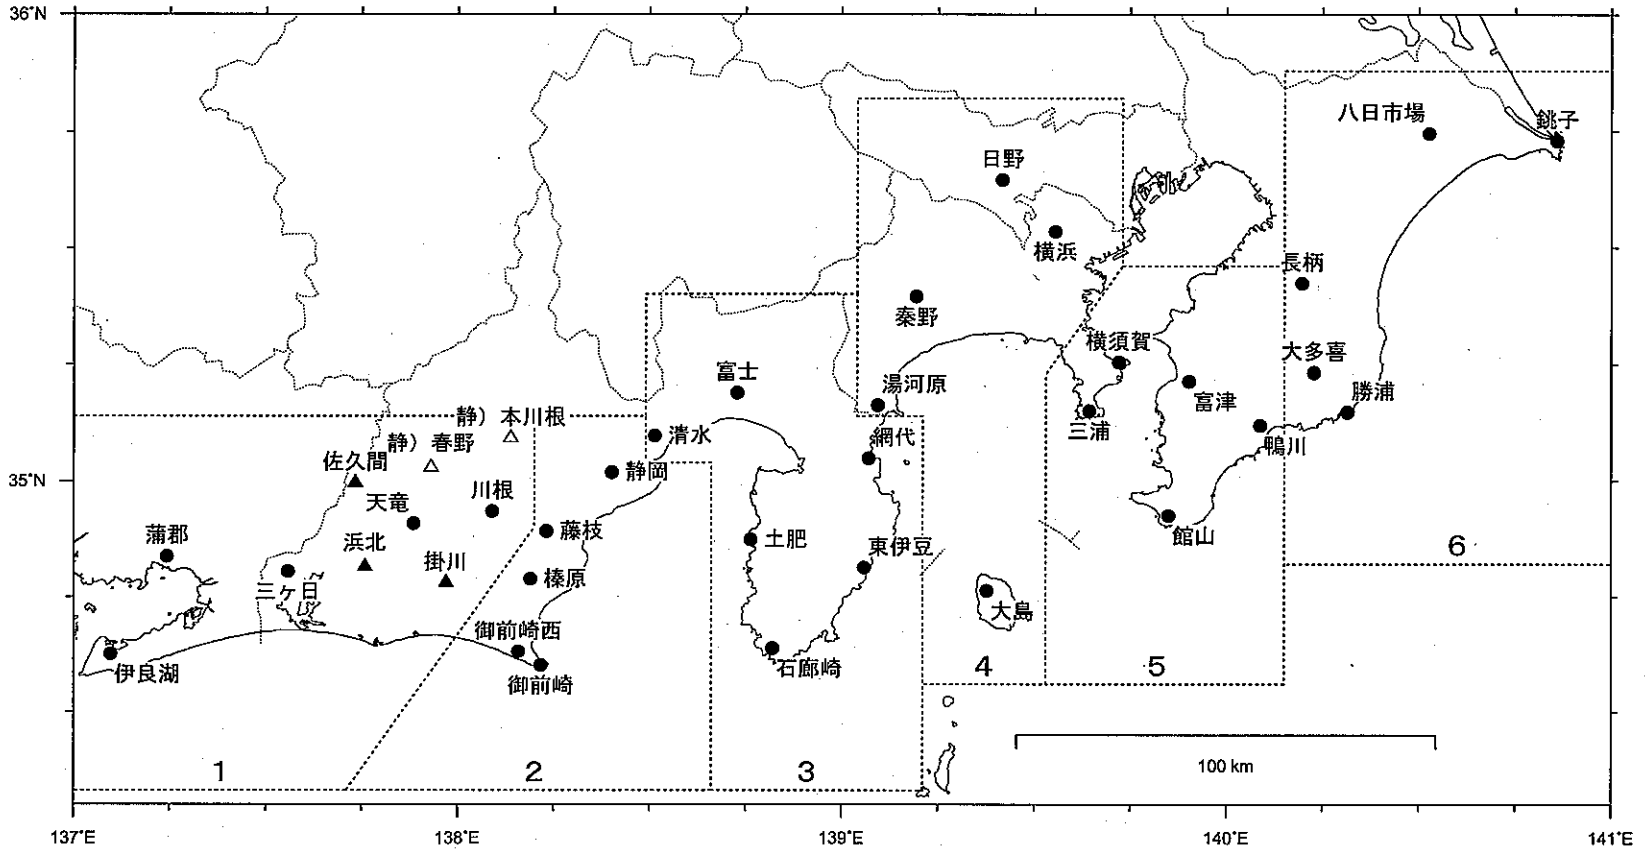 36°N
八日市場
銚子
日野
横浜
長柄
秦野
横須賀
大多喜
富士
湯河原
富津
勝浦
静）本川根
三浦
清水
網代
鴨川
静）春野
佐久間
静岡
35°N
天竜
川根
蒲郡
浜北
藤枝
土肥
東伊豆
館山
掛川
6
三ヶ日
榛原
大島
御前崎西
伊良湖
石廊崎
4
5
御前崎
1
2
3
100 km
137°E
138°E
139°E
140°E
141°E